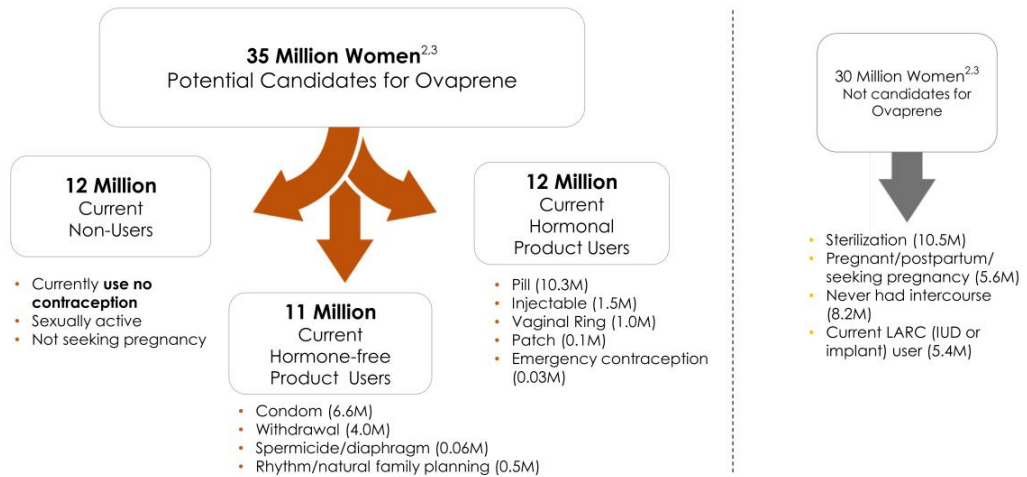 35 Million Women2,3
Potential Candidates for Ovaprene
12 Million
Current
Non-Users
• Currently use no
contraception
• Sexually active
• Not seeking pregnancy
11 Million
Current
Hormone-free
Product Users
• Condom (6.6M)
• Withdrawal (4.0M)
• Spermicide/diaphragm (0.06M)
• Rhythm/natural family planning (0.5M)
12 Million
Current
Hormonal
Product Users
• Pill (10.3M)
• Injectable (1.5M)
• Vaginal Ring (1.0M)
• Patch (0.1M)
• Emergency contraception
(0.03M)
30 Million Women2,3
Not candidates for
Ovaprene
• Sterilization (10.5M)
• Pregnant/postpartum/
seeking pregnancy (5.6M)
• Never had intercourse
(8.2M)
• Current LARC (IUD or
implant) user (5.4M)